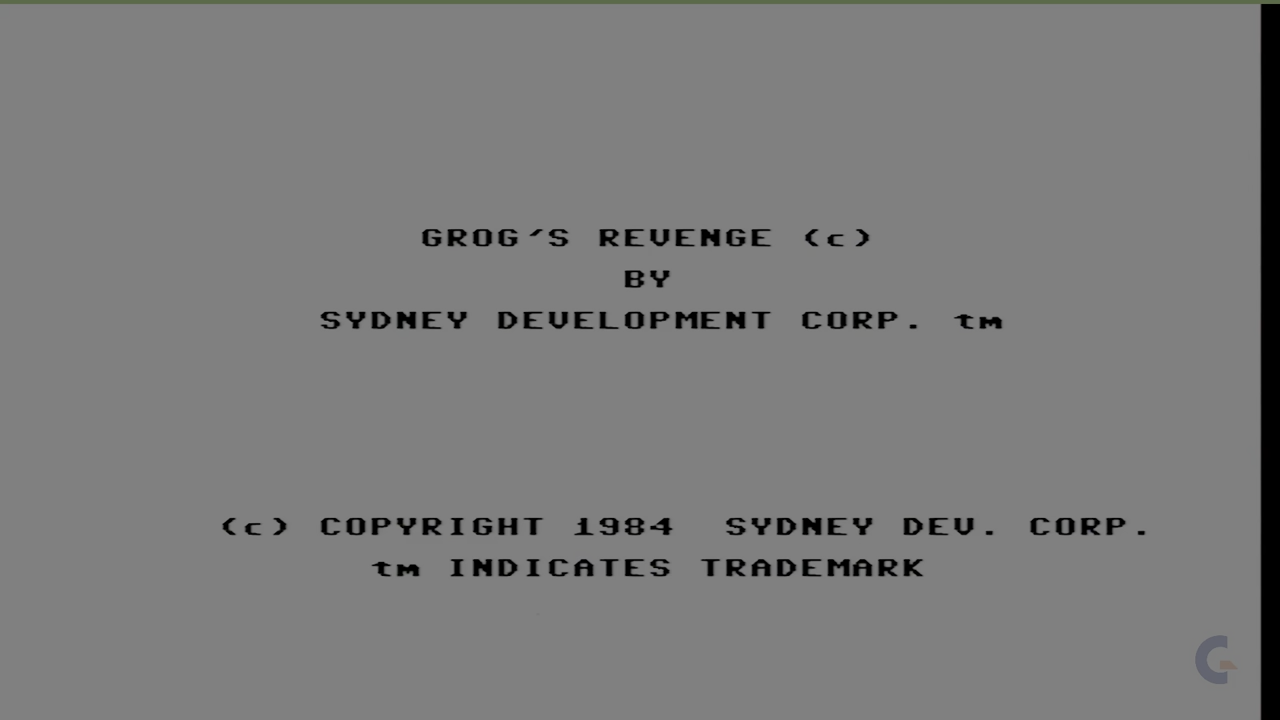 GROG'S REVENGE (c)
BY
SYDNEY DEVELOPMENT CORP. tm
(c) COPYRIGHT 1984 SYDNEY DEV. CORP.
tm INDICATES TRADEMARK